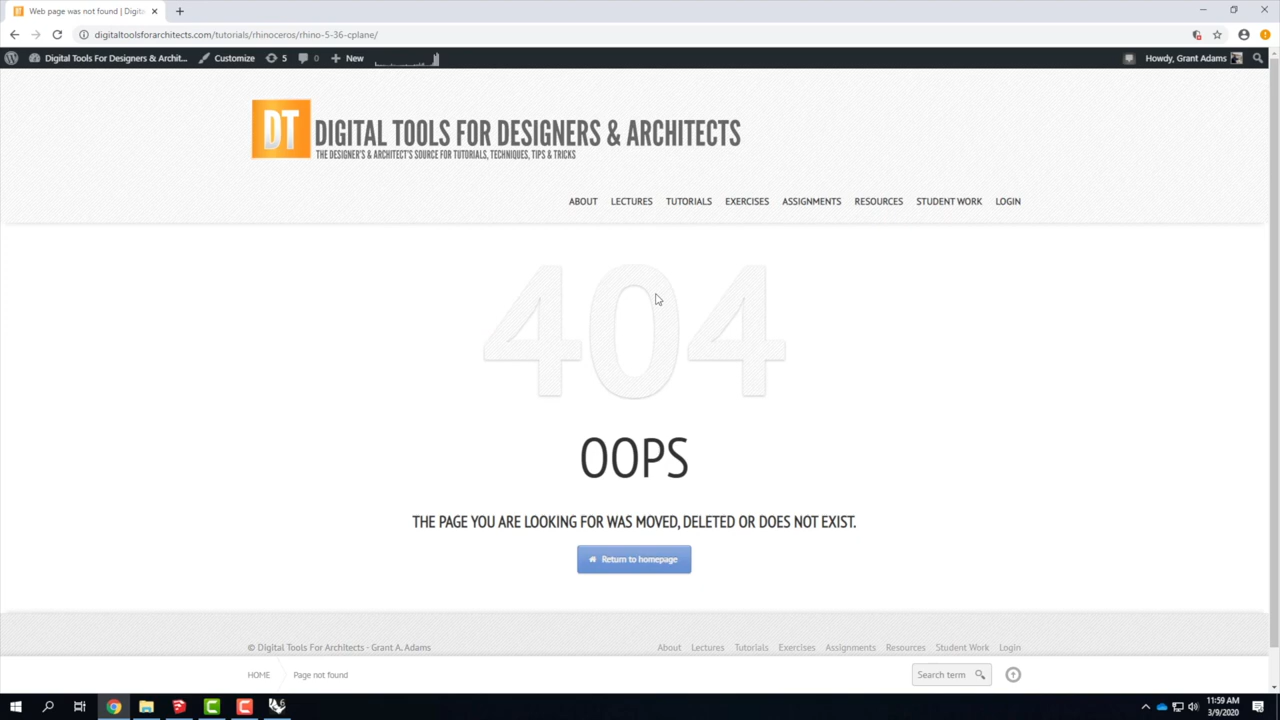 Web page was not found | Digita
digitaltoolsforarchitects.com/tutorials/rhinoceros/rhino-5-36-cplane/
Digital Tools For Designers & Archit... Customize 5 0 New Howdy, Grant Adams
DT DIGITAL TOOLS FOR DESIGNERS & ARCHITECTS
THE DESIGNER'S & ARCHITECT'S SOURCE FOR TUTORIALS, TECHNIQUES, TIPS & TRICKS
ABOUT LECTURES TUTORIALS EXERCISES ASSIGNMENTS RESOURCES STUDENT WORK LOGIN
404
OOPS
THE PAGE YOU ARE LOOKING FOR WAS MOVED, DELETED OR DOES NOT EXIST.
Return to homepage
© Digital Tools For Architects - Grant A. Adams About Lectures Tutorials Exercises Assignments Resources Student Work Login
HOME Page not found Search term
11:59 AM
3/9/2020